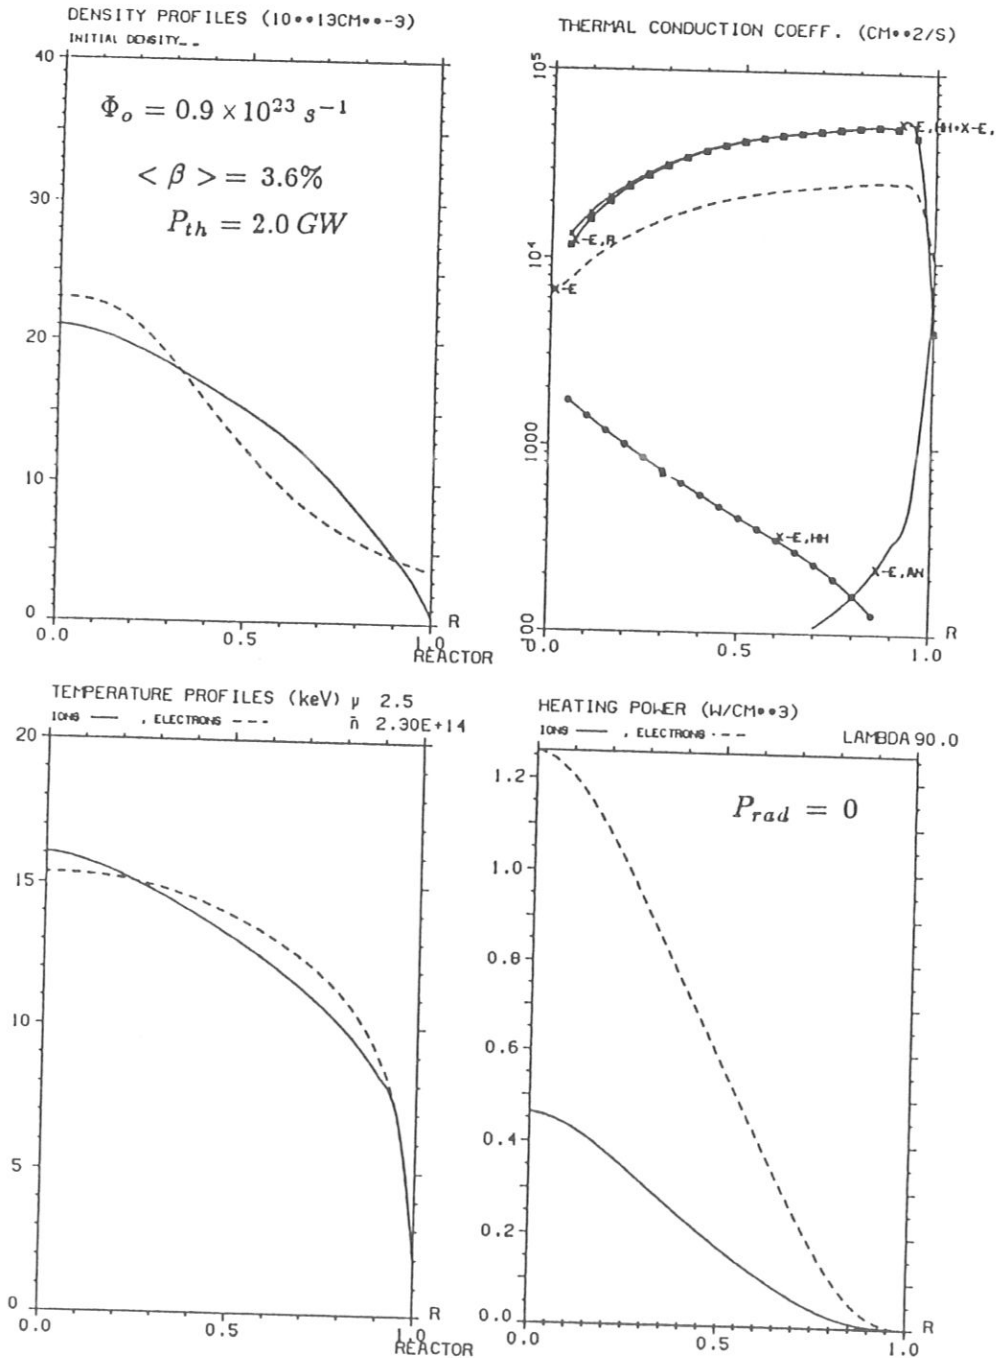 DENSITY PROFILES (10**13CM**-3)
INITIAL DENSITY--
40
30
20
10
0
Φo = 0.9 × 10^23 s^-1
< β > = 3.6%
Pth = 2.0 GW
0.0 0.5 1.0 R
REACTOR
THERMAL CONDUCTION COEFF. (CM**2/S)
10^5
10^4
1000
100
X-E,HH+X-E,
X-E,R
X-E
X-E,HH
X-E,AN
0.0 0.5 1.0 R
TEMPERATURE PROFILES (keV) μ 2.5
IONS — , ELECTRONS --- n̄ 2.30E+14
20
15
10
5
0
0.0 0.5 1.0 R
REACTOR
HEATING POWER (W/CM**3)
IONS — , ELECTRONS --- LAMBDA 90.0
1.2
1.0
0.8
0.6
0.4
0.2
0.0
Prad = 0
0.0 0.5 1.0 R